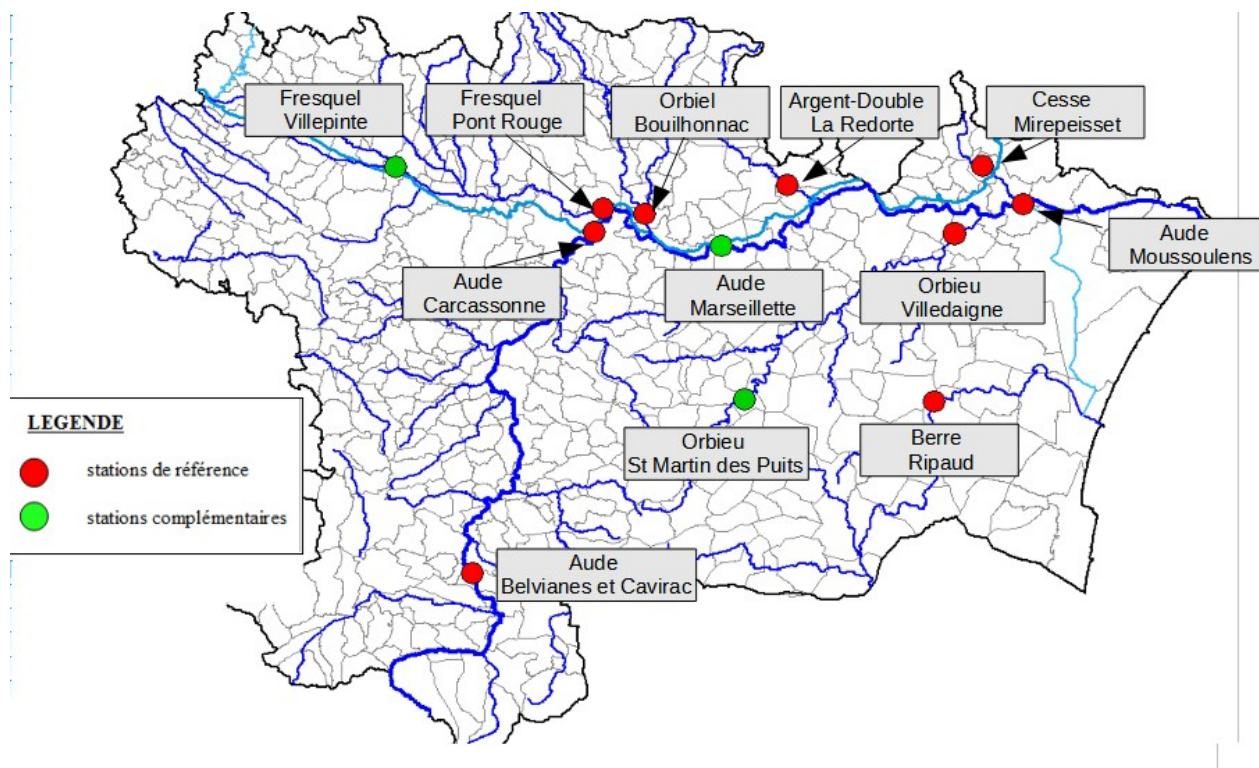 Fresquel
Villepinte
Fresquel
Pont Rouge
Orbiel
Bouilhonnac
Argent-Double
La Redorte
Cesse
Mirepeisset
Aude
Moussoulens
Aude
Carcassonne
Aude
Marseillette
Orbieu
Villedaigne
LEGENDE
stations de référence
stations complémentaires
Orbieu
St Martin des Puits
Berre
Ripaud
Aude
Belvianes et Cavirac